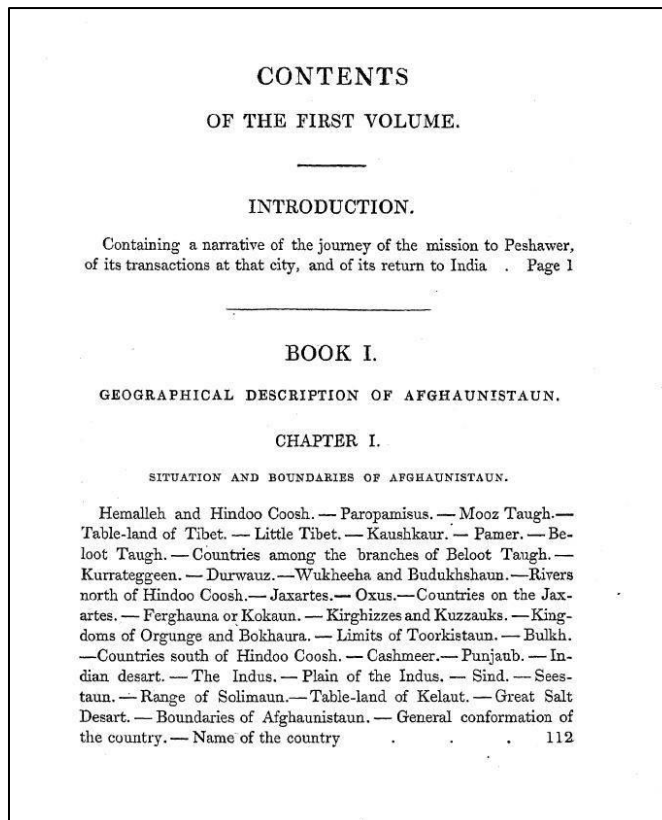 CONTENTS
OF THE FIRST VOLUME.
INTRODUCTION.
Containing a narrative of the journey of the mission to Peshawer,
of its transactions at that city, and of its return to India . Page 1
BOOK I.
GEOGRAPHICAL DESCRIPTION OF AFGHAUNISTAUN.
CHAPTER I.
SITUATION AND BOUNDARIES OF AFGHAUNISTAUN.
Hemalleh and Hindoo Coosh. — Paropamisus. — Mooz Taugh.—
Table-land of Tibet. — Little Tibet. — Kaushkaur. — Pamer. — Be-
loot Taugh. — Countries among the branches of Beloot Taugh. —
Kurrateggeen. — Durwauz.—Wukheeha and Budukhshaun.—Rivers
north of Hindoo Coosh.— Jaxartes.— Oxus.—Countries on the Jax-
artes. — Ferghauna or Kokaun. — Kirghizzes and Kuzzauks. —King-
doms of Orgunge and Bokhaura. — Limits of Toorkistaun. — Bulkh.
—Countries south of Hindoo Coosh. — Cashmeer.— Punjaub. — In-
dian desart. — The Indus. — Plain of the Indus. — Sind. — Sees-
taun. — Range of Solimaun.— Table-land of Kelaut. — Great Salt
Desart. — Boundaries of Afghaunistaun. — General conformation of
the country. — Name of the country . . . 112